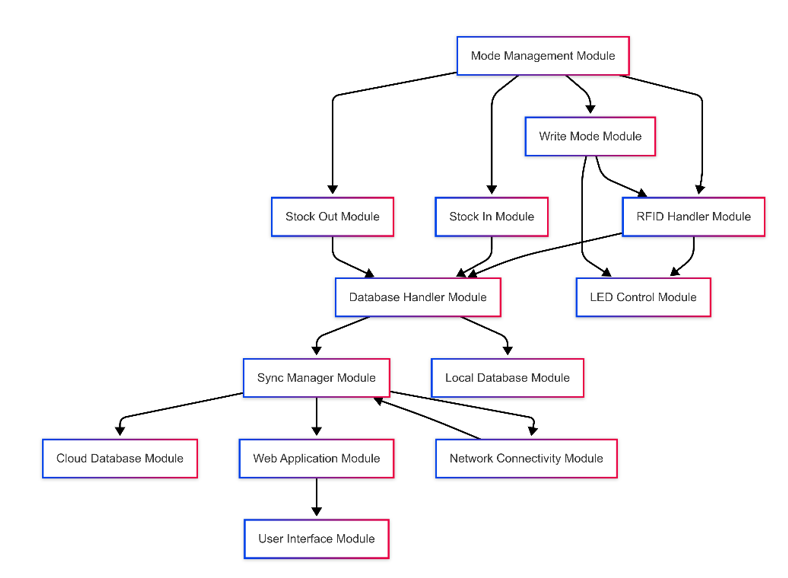 Mode Management Module
Write Mode Module
Stock Out Module
Stock In Module
RFID Handler Module
Database Handler Module
LED Control Module
Sync Manager Module
Local Database Module
Cloud Database Module
Web Application Module
Network Connectivity Module
User Interface Module